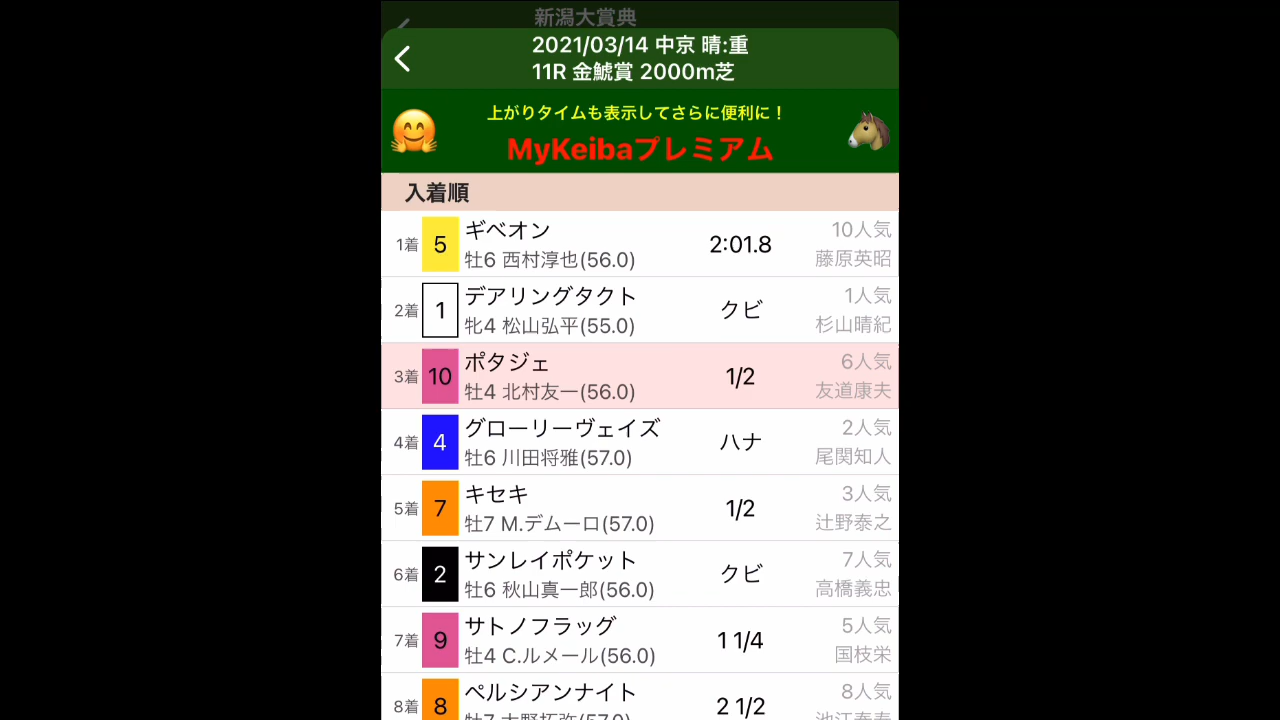 新潟大賞典
2021/03/14 中京 晴:重
11R 金鯱賞 2000m芝
上がりタイムも表示してさらに便利に！
MyKeibaプレミアム
入着順
1着 5 ギベオン 2:01.8 10人気
牡6 西村淳也(56.0) 藤原英昭
2着 1 デアリングタクト クビ 1人気
牝4 松山弘平(55.0) 杉山晴紀
3着 10 ポタジェ 1/2 6人気
牡4 北村友一(56.0) 友道康夫
4着 4 グローリーヴェイズ ハナ 2人気
牡6 川田将雅(57.0) 尾関知人
5着 7 キセキ 1/2 3人気
牡7 M.デムーロ(57.0) 辻野泰之
6着 2 サンレイポケット クビ 7人気
牡6 秋山真一郎(56.0) 高橋義忠
7着 9 サトノフラッグ 1 1/4 5人気
牡4 C.ルメール(56.0) 国枝栄
8着 8 ペルシアンナイト 2 1/2 8人気
牡7 大野拓弥(57.0) 池江泰寿